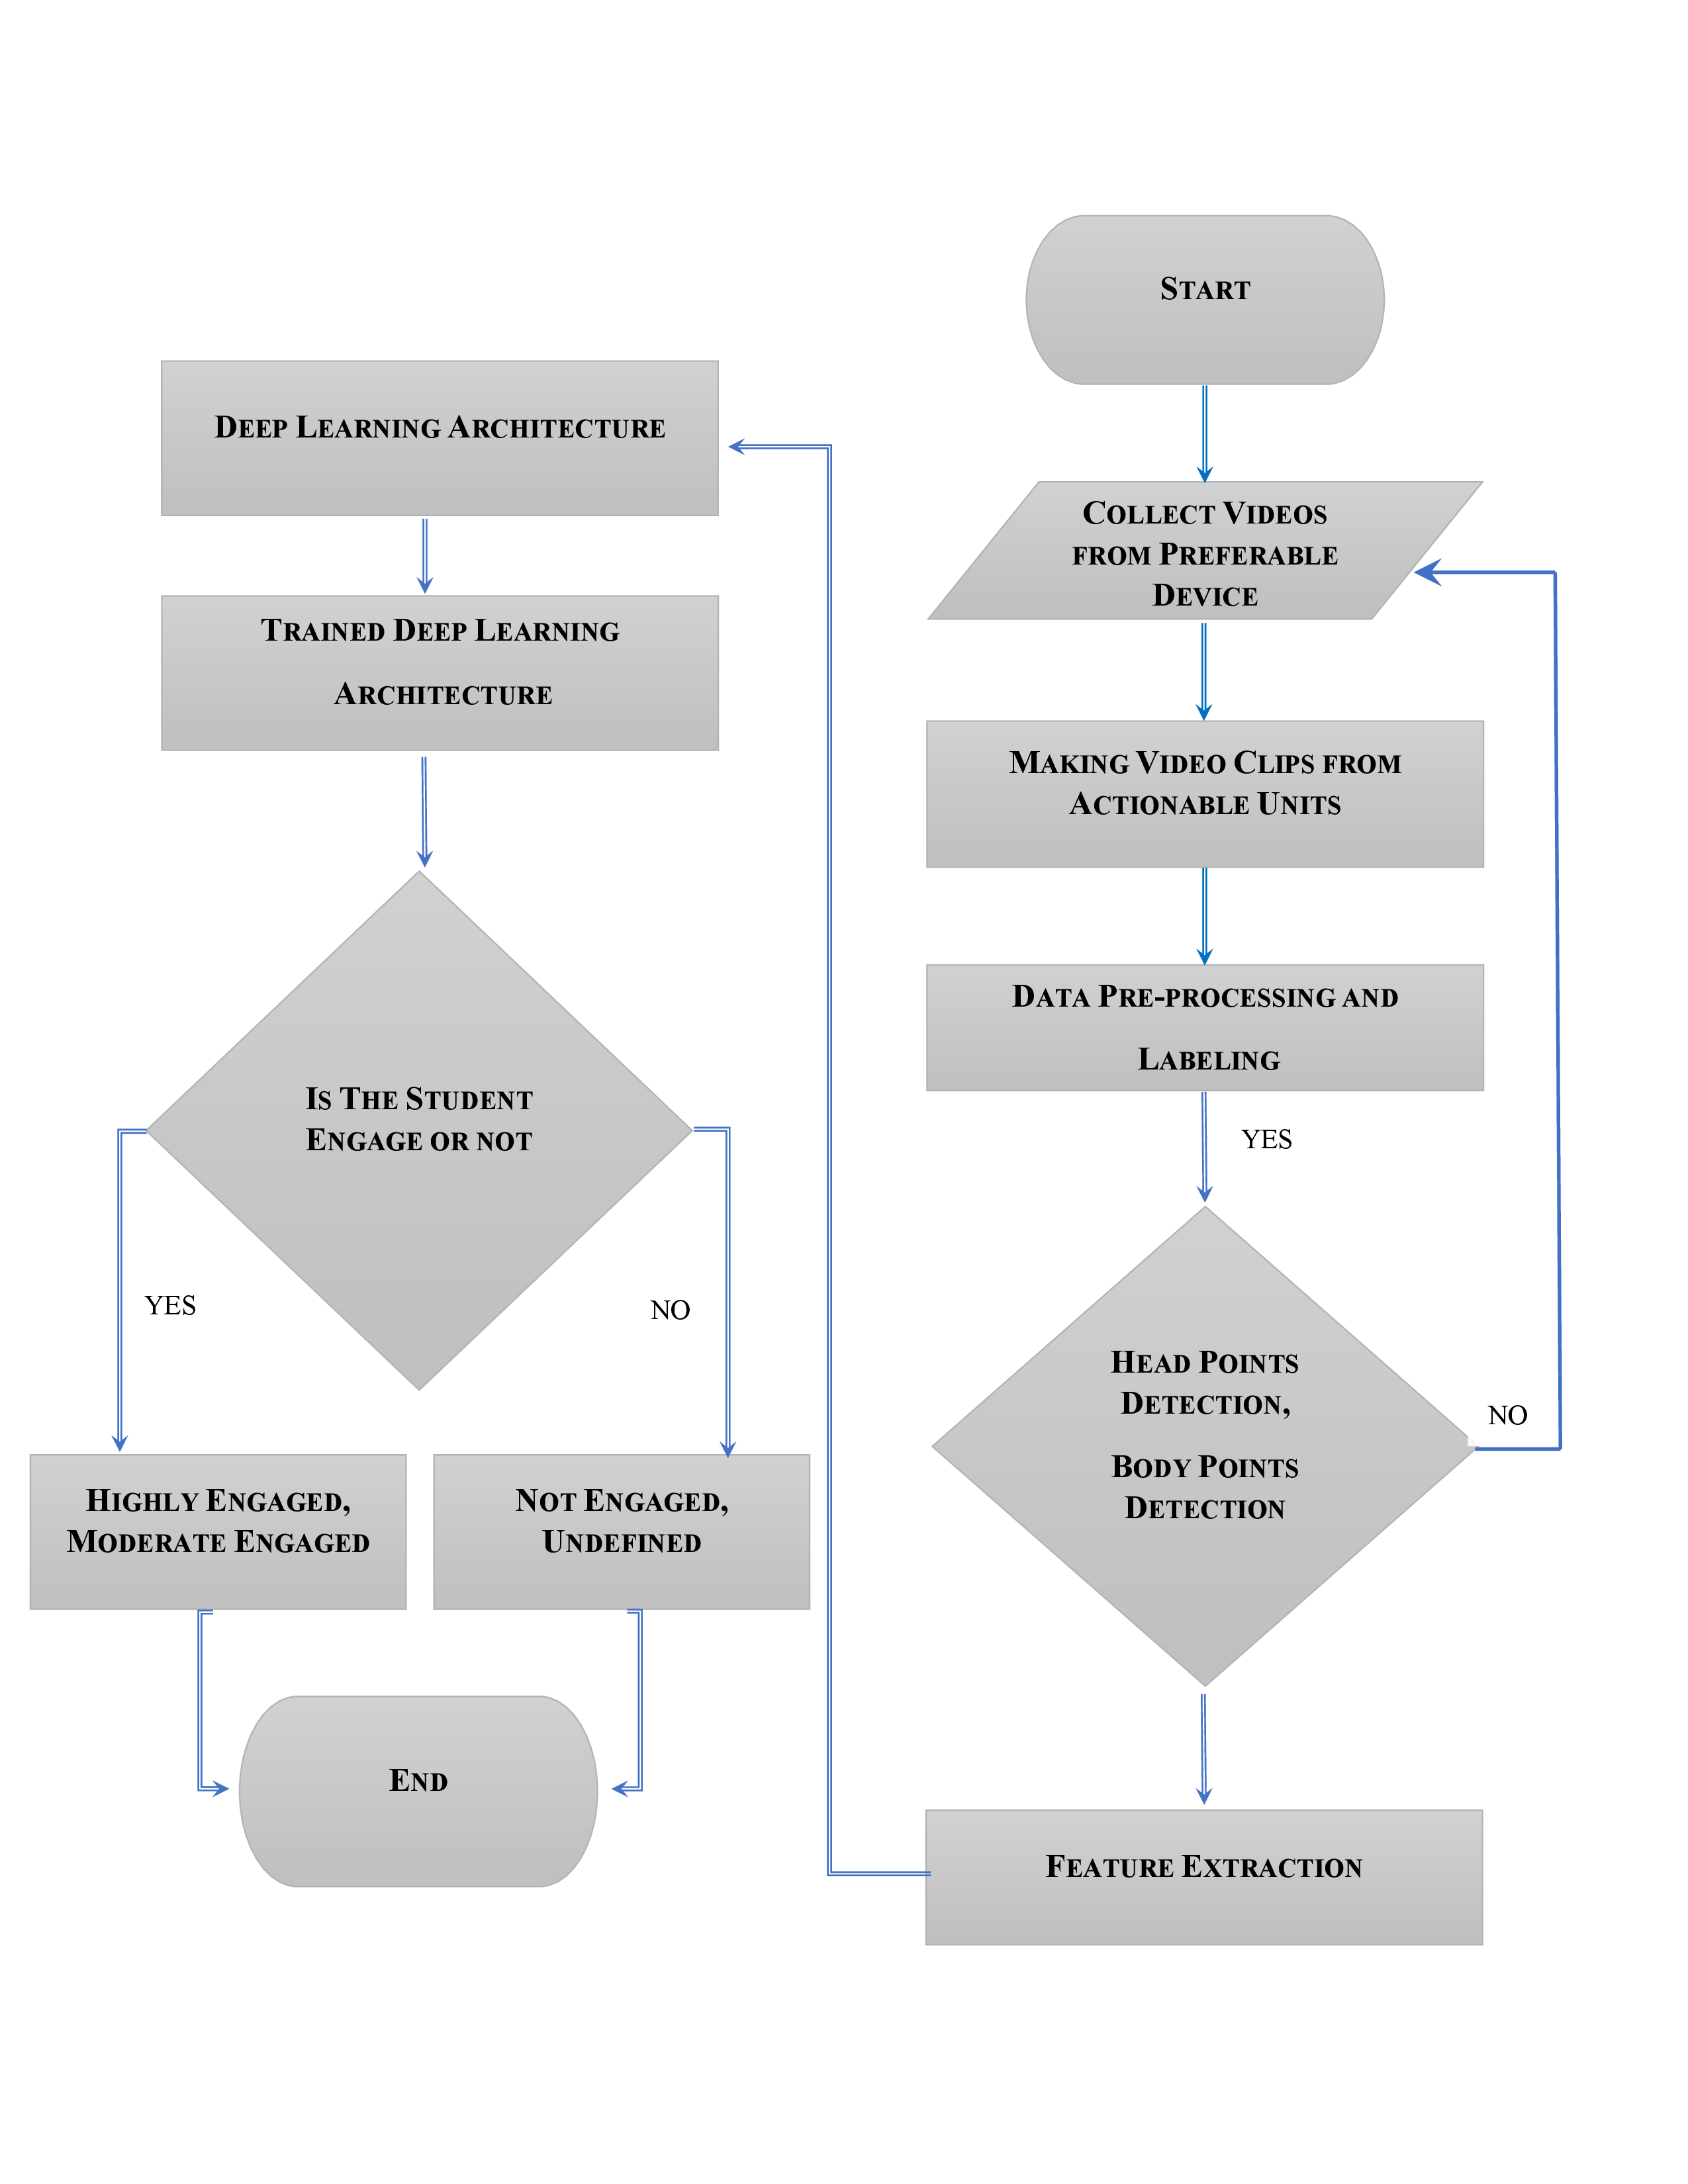 START
COLLECT VIDEOS
FROM PREFERABLE
DEVICE
MAKING VIDEO CLIPS FROM
ACTIONABLE UNITS
DATA PRE-PROCESSING AND
LABELING
YES
HEAD POINTS
DETECTION,
BODY POINTS
DETECTION
NO
FEATURE EXTRACTION
DEEP LEARNING ARCHITECTURE
TRAINED DEEP LEARNING
ARCHITECTURE
IS THE STUDENT
ENGAGE OR NOT
YES
NO
HIGHLY ENGAGED,
MODERATE ENGAGED
NOT ENGAGED,
UNDEFINED
END